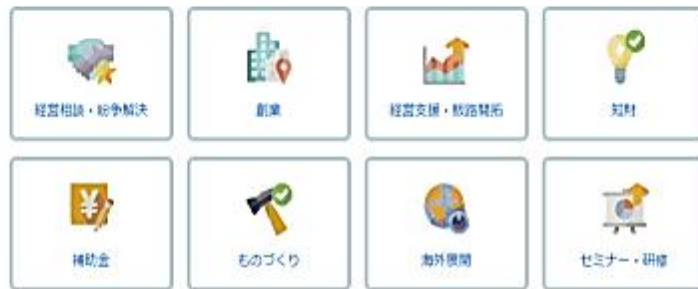 経営相談・紛争解決
創業
経営支援・販路開拓
知財
補助金
ものづくり
海外展開
セミナー・研修